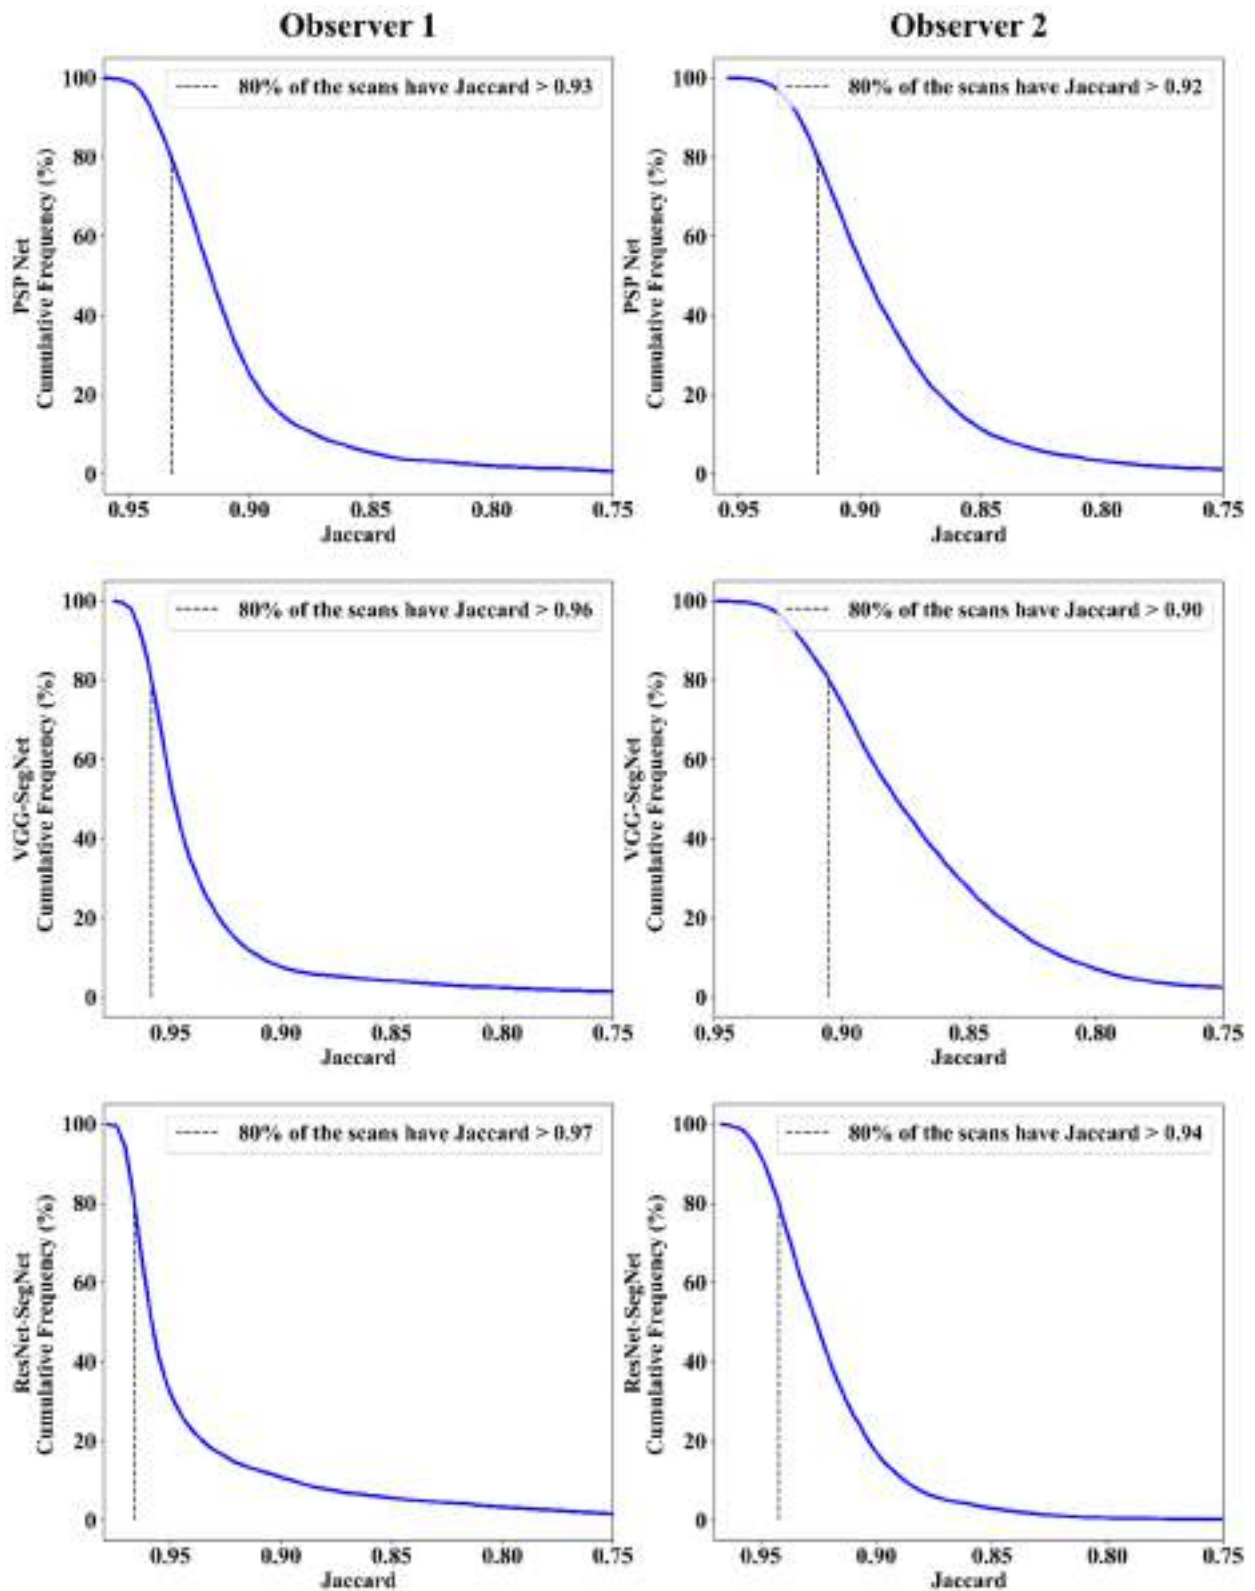 Observer 1
Observer 2
PSP Net
Cumulative Frequency (%)
100
80
60
40
20
0
80% of the scans have Jaccard > 0.93
0.95 0.90 0.85 0.80 0.75
Jaccard
PSP Net
Cumulative Frequency (%)
100
80
60
40
20
0
80% of the scans have Jaccard > 0.92
0.95 0.90 0.85 0.80 0.75
Jaccard
VGG-SegNet
Cumulative Frequency (%)
100
80
60
40
20
0
80% of the scans have Jaccard > 0.96
0.95 0.90 0.85 0.80 0.75
Jaccard
VGG-SegNet
Cumulative Frequency (%)
100
80
60
40
20
0
80% of the scans have Jaccard > 0.90
0.95 0.90 0.85 0.80 0.75
Jaccard
ResNet-SegNet
Cumulative Frequency (%)
100
80
60
40
20
0
80% of the scans have Jaccard > 0.97
0.95 0.90 0.85 0.80 0.75
Jaccard
ResNet-SegNet
Cumulative Frequency (%)
100
80
60
40
20
0
80% of the scans have Jaccard > 0.94
0.95 0.90 0.85 0.80 0.75
Jaccard